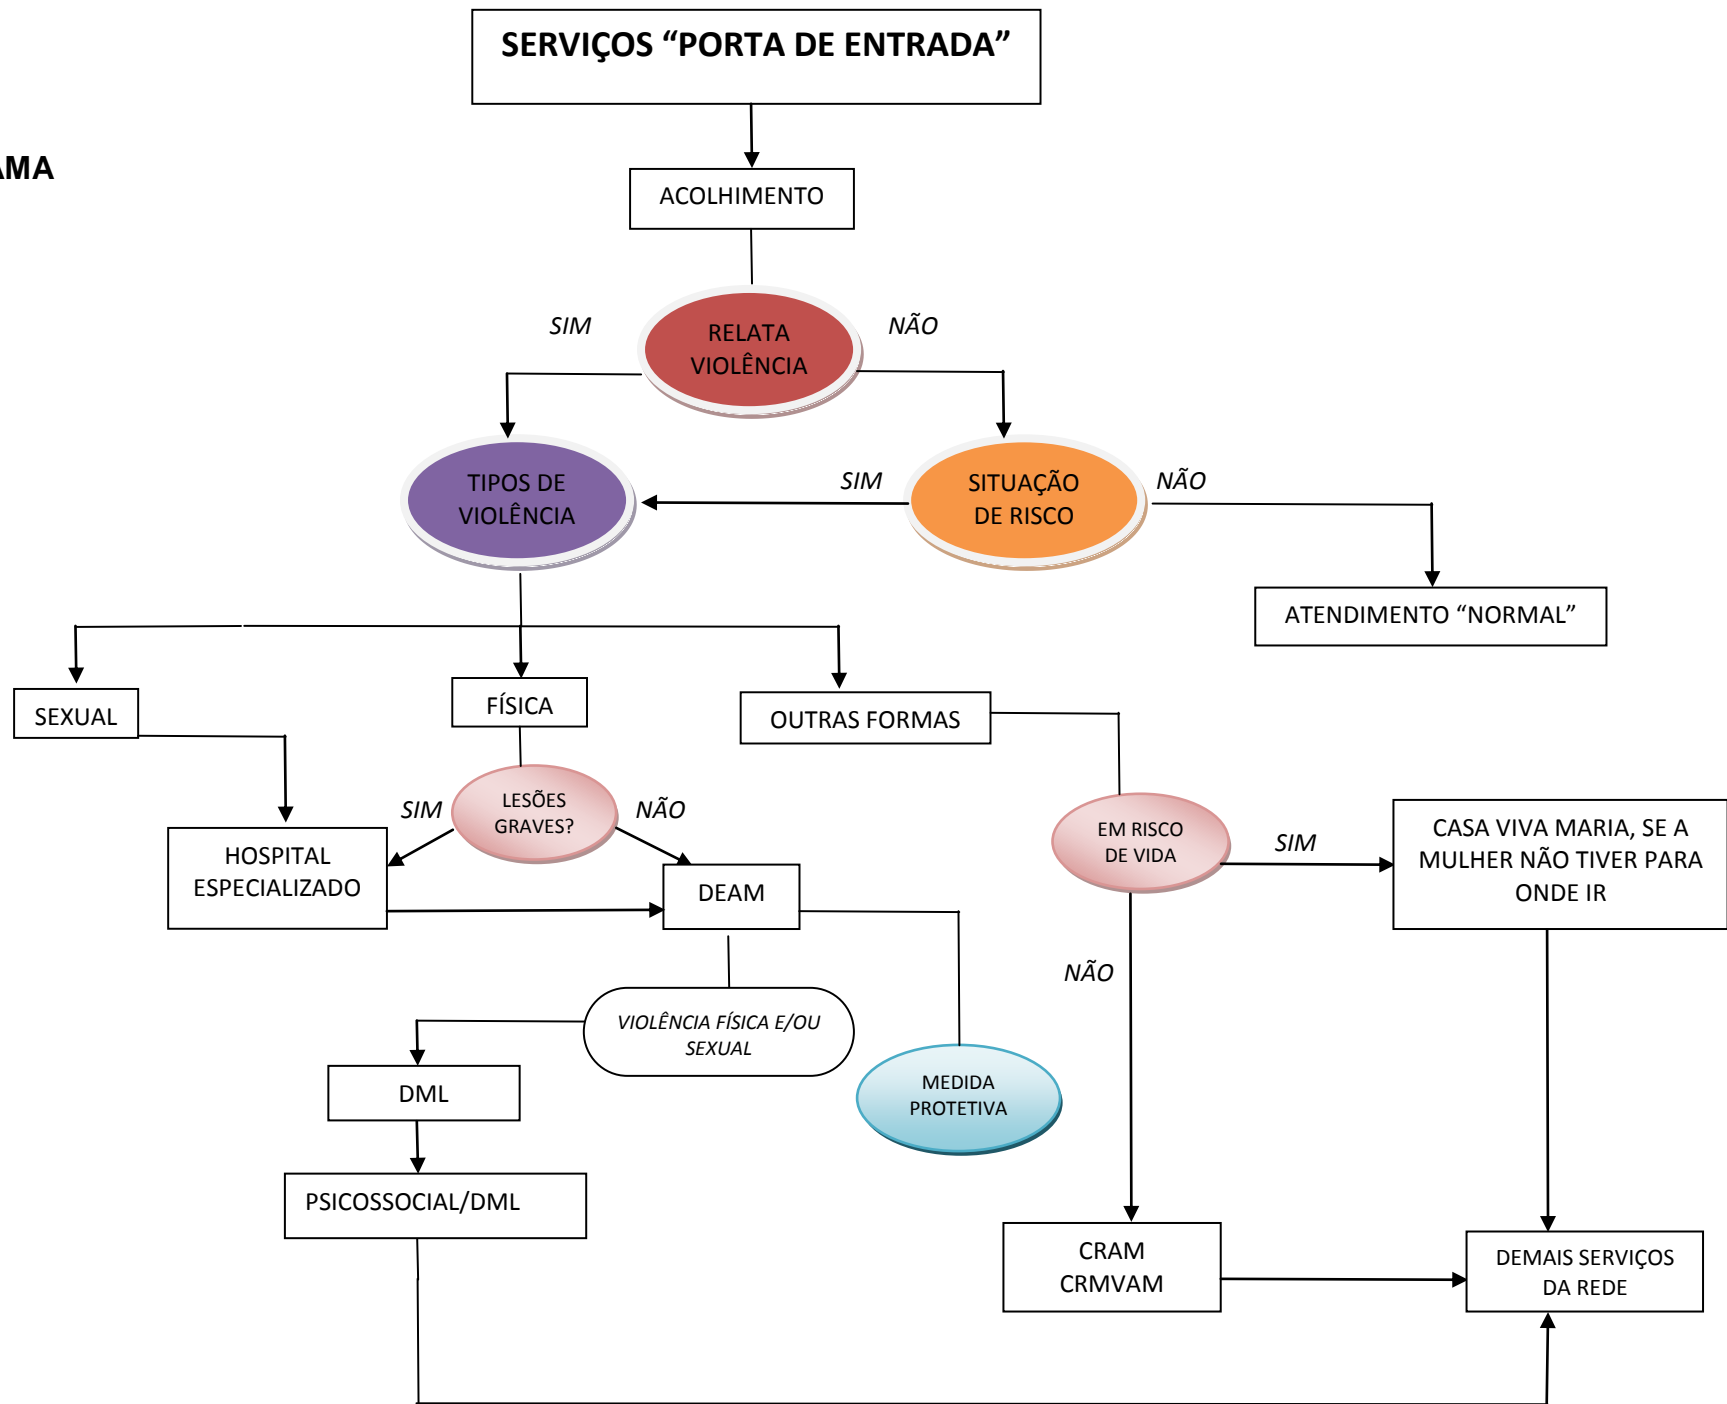 SERVIÇOS “PORTA DE ENTRADA”
AMA
ACOLHIMENTO
SIM
RELATA
VIOLÊNCIA
NÃO
TIPOS DE
VIOLÊNCIA
SIM
SITUAÇÃO
DE RISCO
NÃO
ATENDIMENTO “NORMAL”
SEXUAL
FÍSICA
OUTRAS FORMAS
SIM
LESÕES
GRAVES?
NÃO
HOSPITAL
ESPECIALIZADO
DEAM
EM RISCO
DE VIDA
SIM
CASA VIVA MARIA, SE A
MULHER NÃO TIVER PARA
ONDE IR
NÃO
VIOLÊNCIA FÍSICA E/OU
SEXUAL
DML
MEDIDA
PROTETIVA
PSICOSSOCIAL/DML
CRAM
CRMVAM
DEMAIS SERVIÇOS
DA REDE